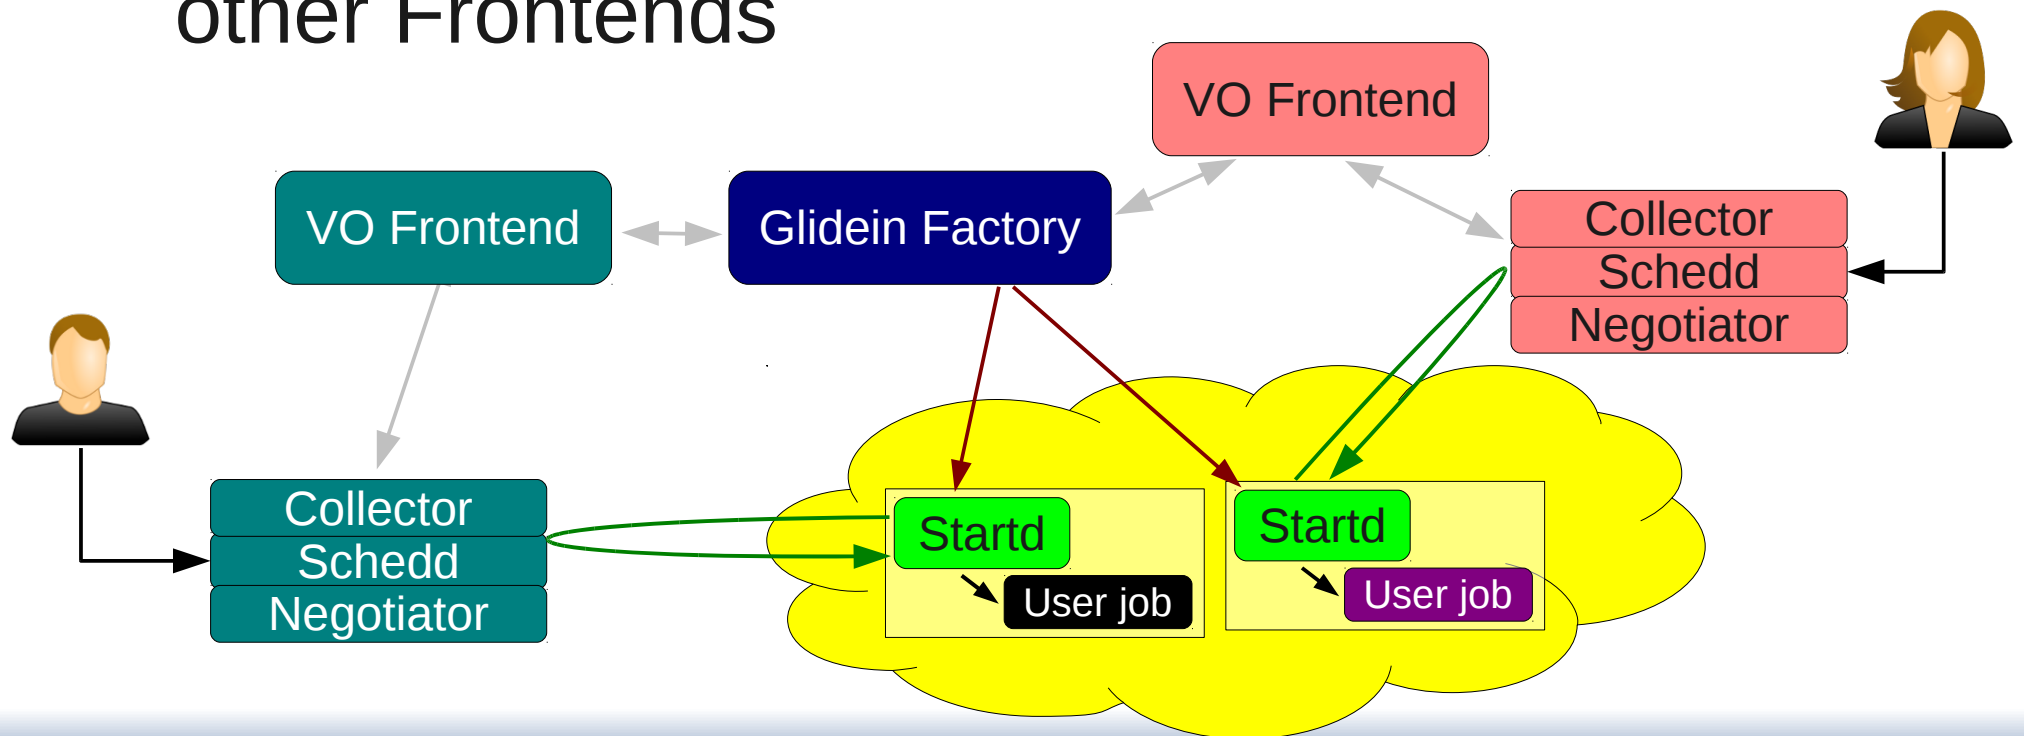 other Frontends
VO Frontend
VO Frontend
Glidein Factory
Collector
Schedd
Negotiator
Collector
Schedd
Negotiator
Startd
User job
Startd
User job